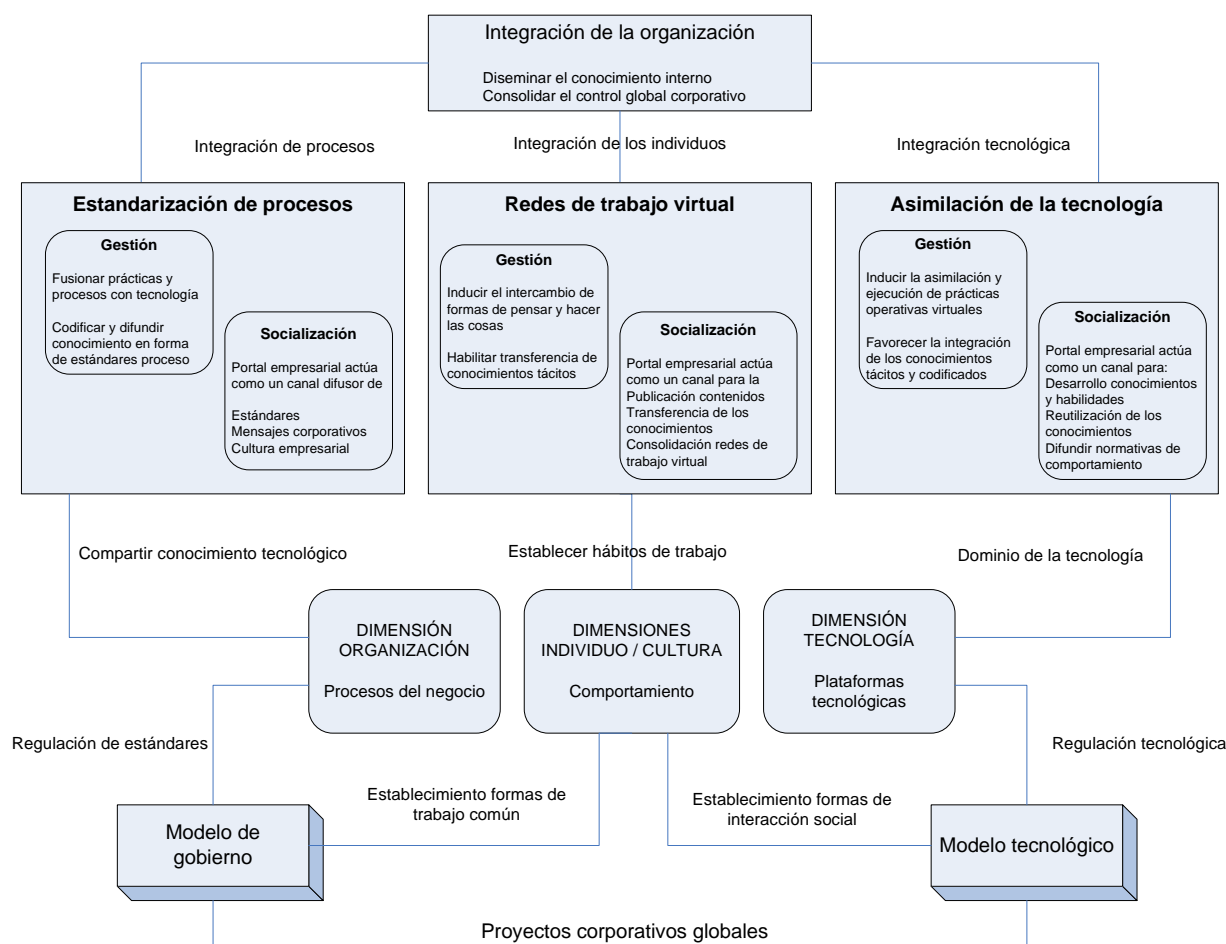 Integración de la organización
Diseminar el conocimiento interno
Consolidar el control global corporativo
Integración de procesos
Integración de los individuos
Integración tecnológica
Estandarización de procesos
Gestión
Fusionar prácticas y
procesos con tecnología
Codificar y difundir
conocimiento en forma
de estándares proceso
Socialización
Portal empresarial actúa
como un canal difusor de
Estándares
Mensajes corporativos
Cultura empresarial
Redes de trabajo virtual
Gestión
Inducir el intercambio de
formas de pensar y hacer
las cosas
Habilitar transferencia de
conocimientos tácitos
Socialización
Portal empresarial actúa
como un canal para la
Publicación contenidos
Transferencia de los
conocimientos
Consolidación redes de
trabajo virtual
Asimilación de la tecnología
Gestión
Inducir la asimilación y
ejecución de prácticas
operativas virtuales
Favorecer la integración
de los conocimientos
tácitos y codificados
Socialización
Portal empresarial actúa
como un canal para:
Desarrollo conocimientos
y habilidades
Reutilización de los
conocimientos
Difundir normativas de
comportamiento
Compartir conocimiento tecnológico
Establecer hábitos de trabajo
Dominio de la tecnología
DIMENSIÓN
ORGANIZACIÓN
Procesos del negocio
DIMENSIONES
INDIVIDUO / CULTURA
Comportamiento
DIMENSIÓN
TECNOLOGÍA
Plataformas
tecnológicas
Regulación de estándares
Regulación tecnológica
Establecimiento formas de
trabajo común
Establecimiento formas de
interacción social
Modelo de
gobierno
Modelo tecnológico
Proyectos corporativos globales